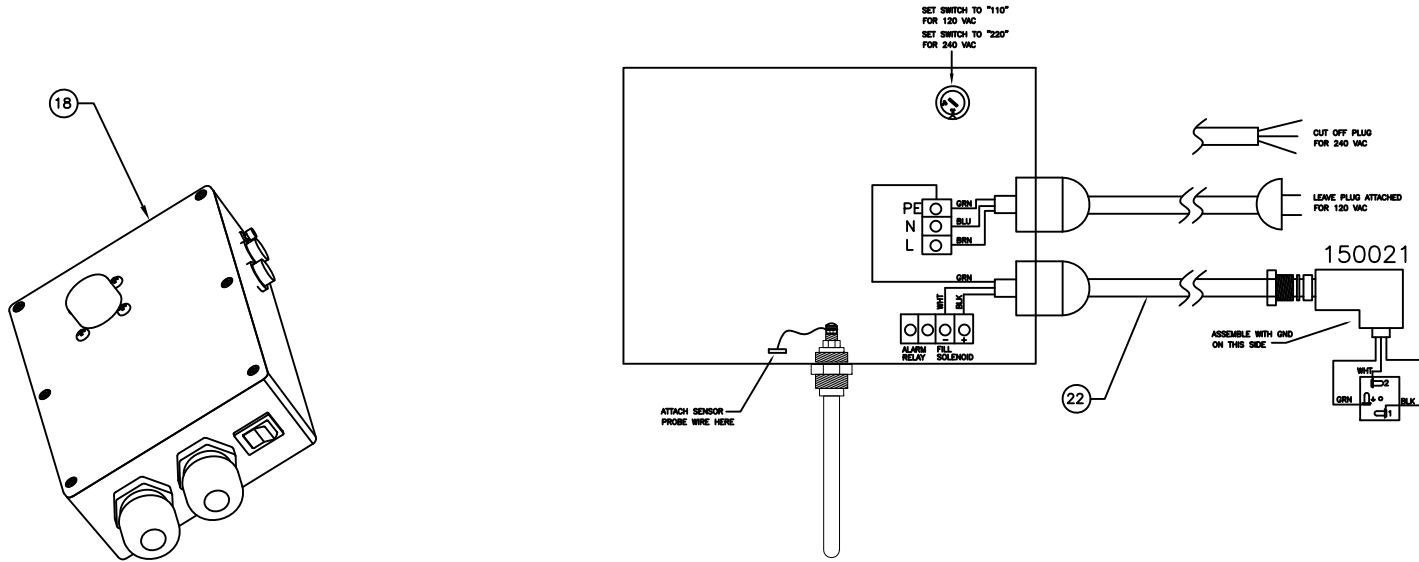 SET SWITCH TO "110"
FOR 120 VAC
SET SWITCH TO "220"
FOR 240 VAC
18
CUT OFF PLUG
FOR 240 VAC
LEAVE PLUG ATTACHED
FOR 120 VAC
PE
GRN
N
BLU
L
BRN
150021
GRN
WHT
BLK
ASSEMBLE WITH GND
ON THIS SIDE
- +
ALARM
RELAY
FILL
SOLENOID
22
ATTACH SENSOR
PROBE WIRE HERE
WHT
2
GRN
BLK
1